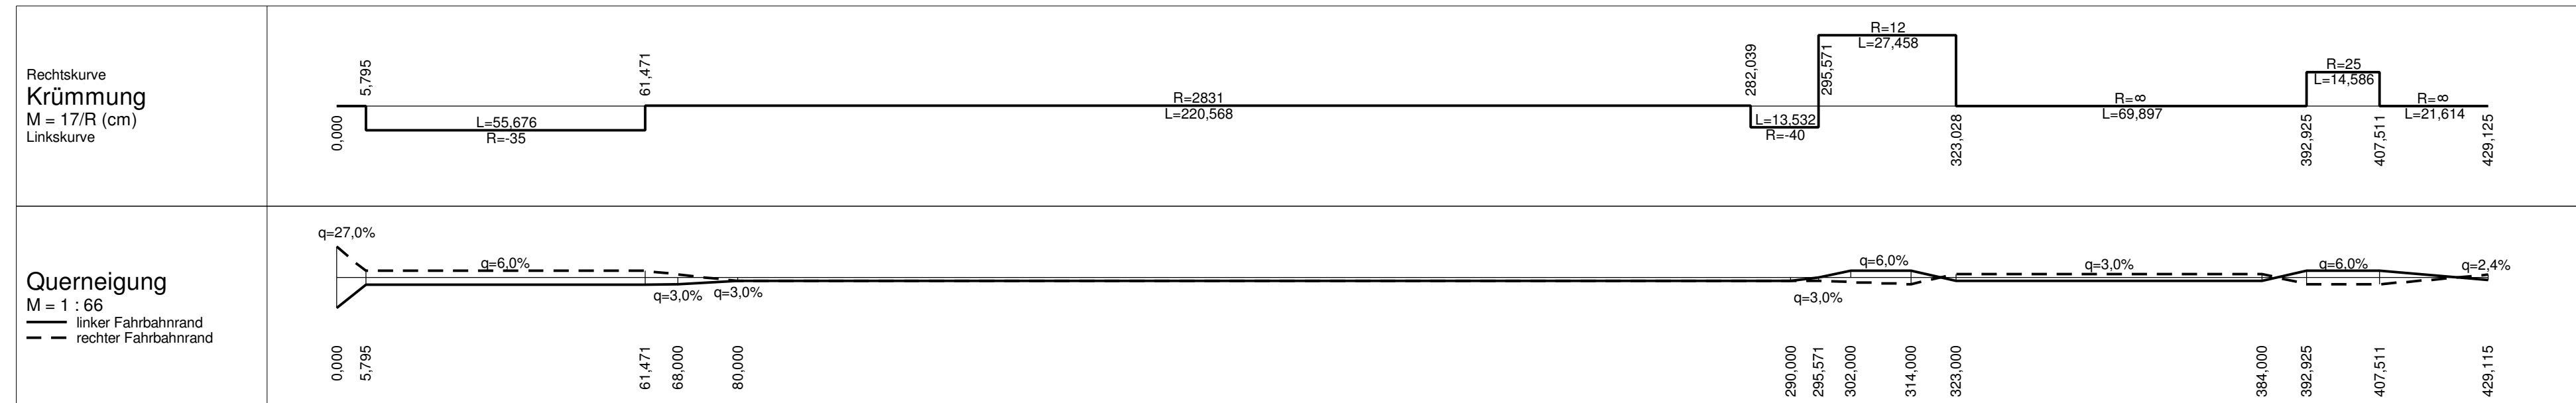 Rechtskurve
Krümmung
M = 17/R (cm)
Linkskurve
0,000
5,795
L=55,676
R=-35
61,471
R=2831
L=220,568
282,039
L=13,532
R=-40
295,571
R=12
L=27,458
323,028
R=∞
L=69,897
392,925
R=25
L=14,586
407,511
R=∞
L=21,614
429,125
Querneigung
M = 1 : 66
linker Fahrbahnrand
rechter Fahrbahnrand
q=27,0%
q=6,0%
q=3,0%
q=3,0%
q=3,0%
q=6,0%
q=3,0%
q=6,0%
q=2,4%
0,000
5,795
61,471
68,000
80,000
290,000
295,571
302,000
314,000
323,000
384,000
392,925
407,511
429,115